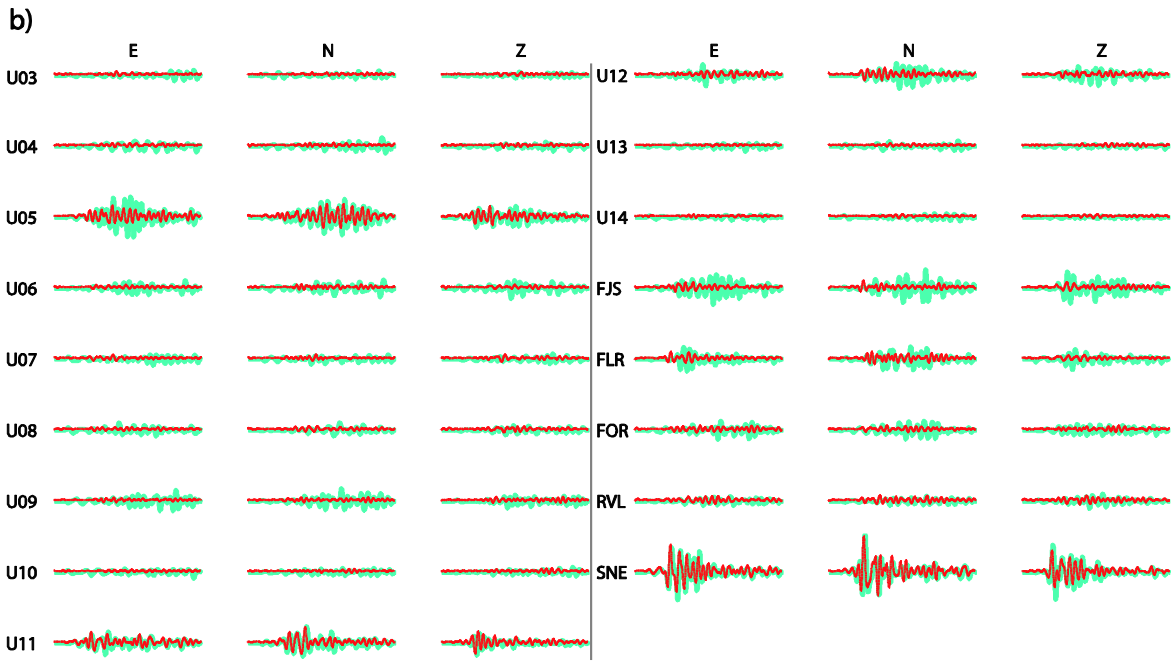 b)
E N Z E N Z
U03 U12
U04 U13
U05 U14
U06 FJS
U07 FLR
U08 FOR
U09 RVL
U10 SNE
U11